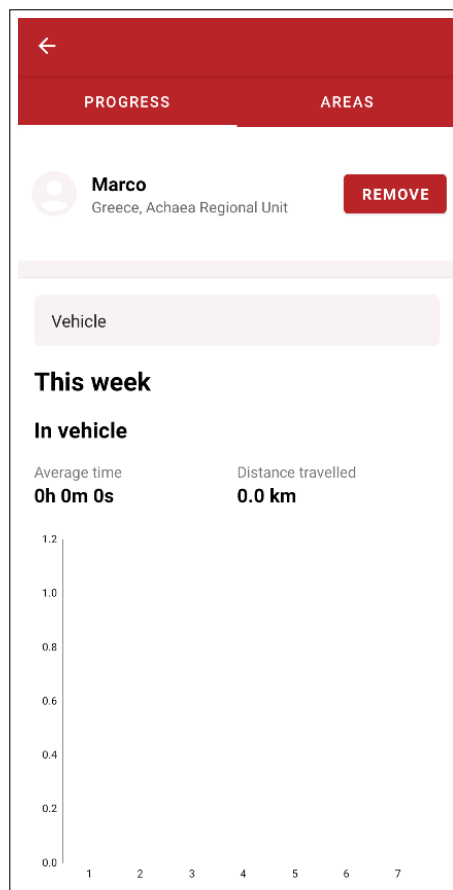 PROGRESS AREAS
Marco
Greece, Achaea Regional Unit
REMOVE
Vehicle
This week
In vehicle
Average time Distance travelled
0h 0m 0s 0.0 km
1.2
1.0
0.8
0.6
0.4
0.2
0.0
1 2 3 4 5 6 7